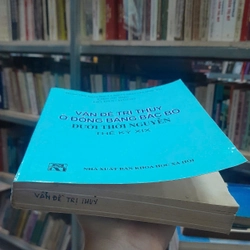 VẤN ĐỀ TRỊ THỦY
Ở ĐỒNG BẰNG BẮC BỘ
DƯỚI THỜI NGUYỄN
THẾ KỶ XIX
NHÀ XUẤT BẢN KHOA HỌC XÃ HỘI
VẤN ĐỀ TRỊ THUỶ